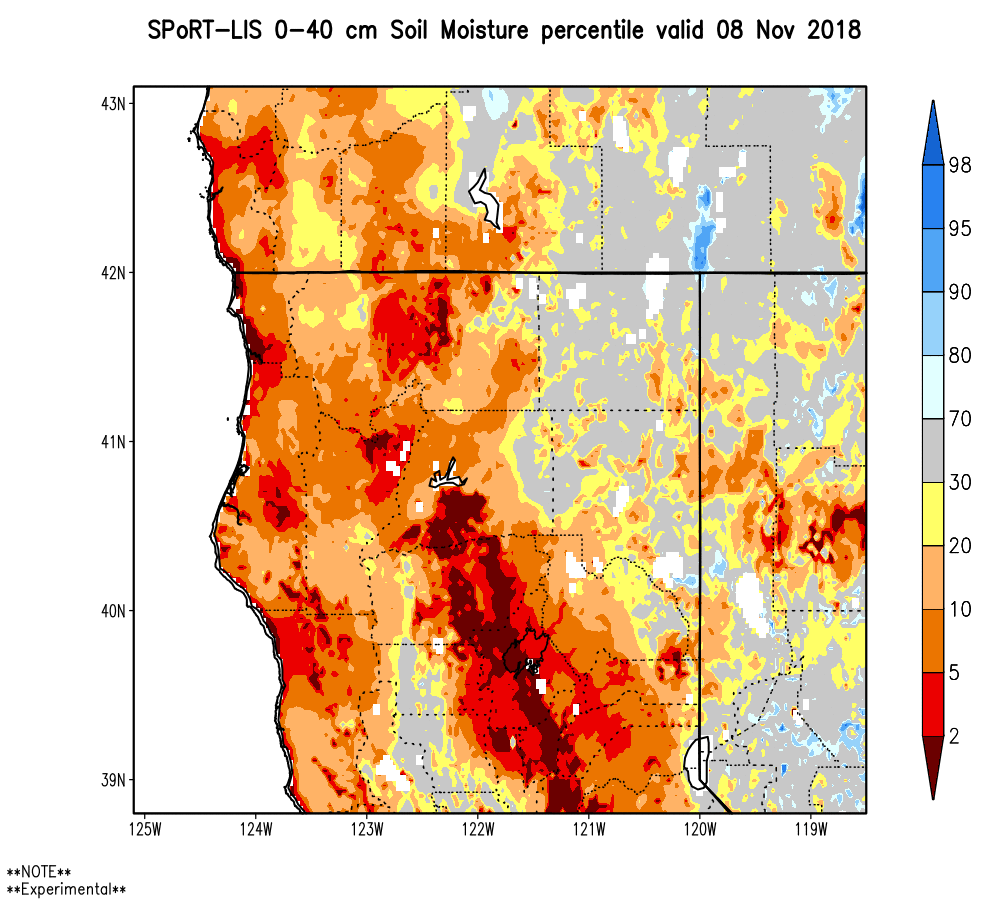 SPoRT-LIS 0-40 cm Soil Moisture percentile valid 08 Nov 2018
43N
42N
41N
40N
39N
125W 124W 123W 122W 121W 120W 119W
98
95
90
80
70
30
20
10
5
2
**NOTE**
**Experimental**